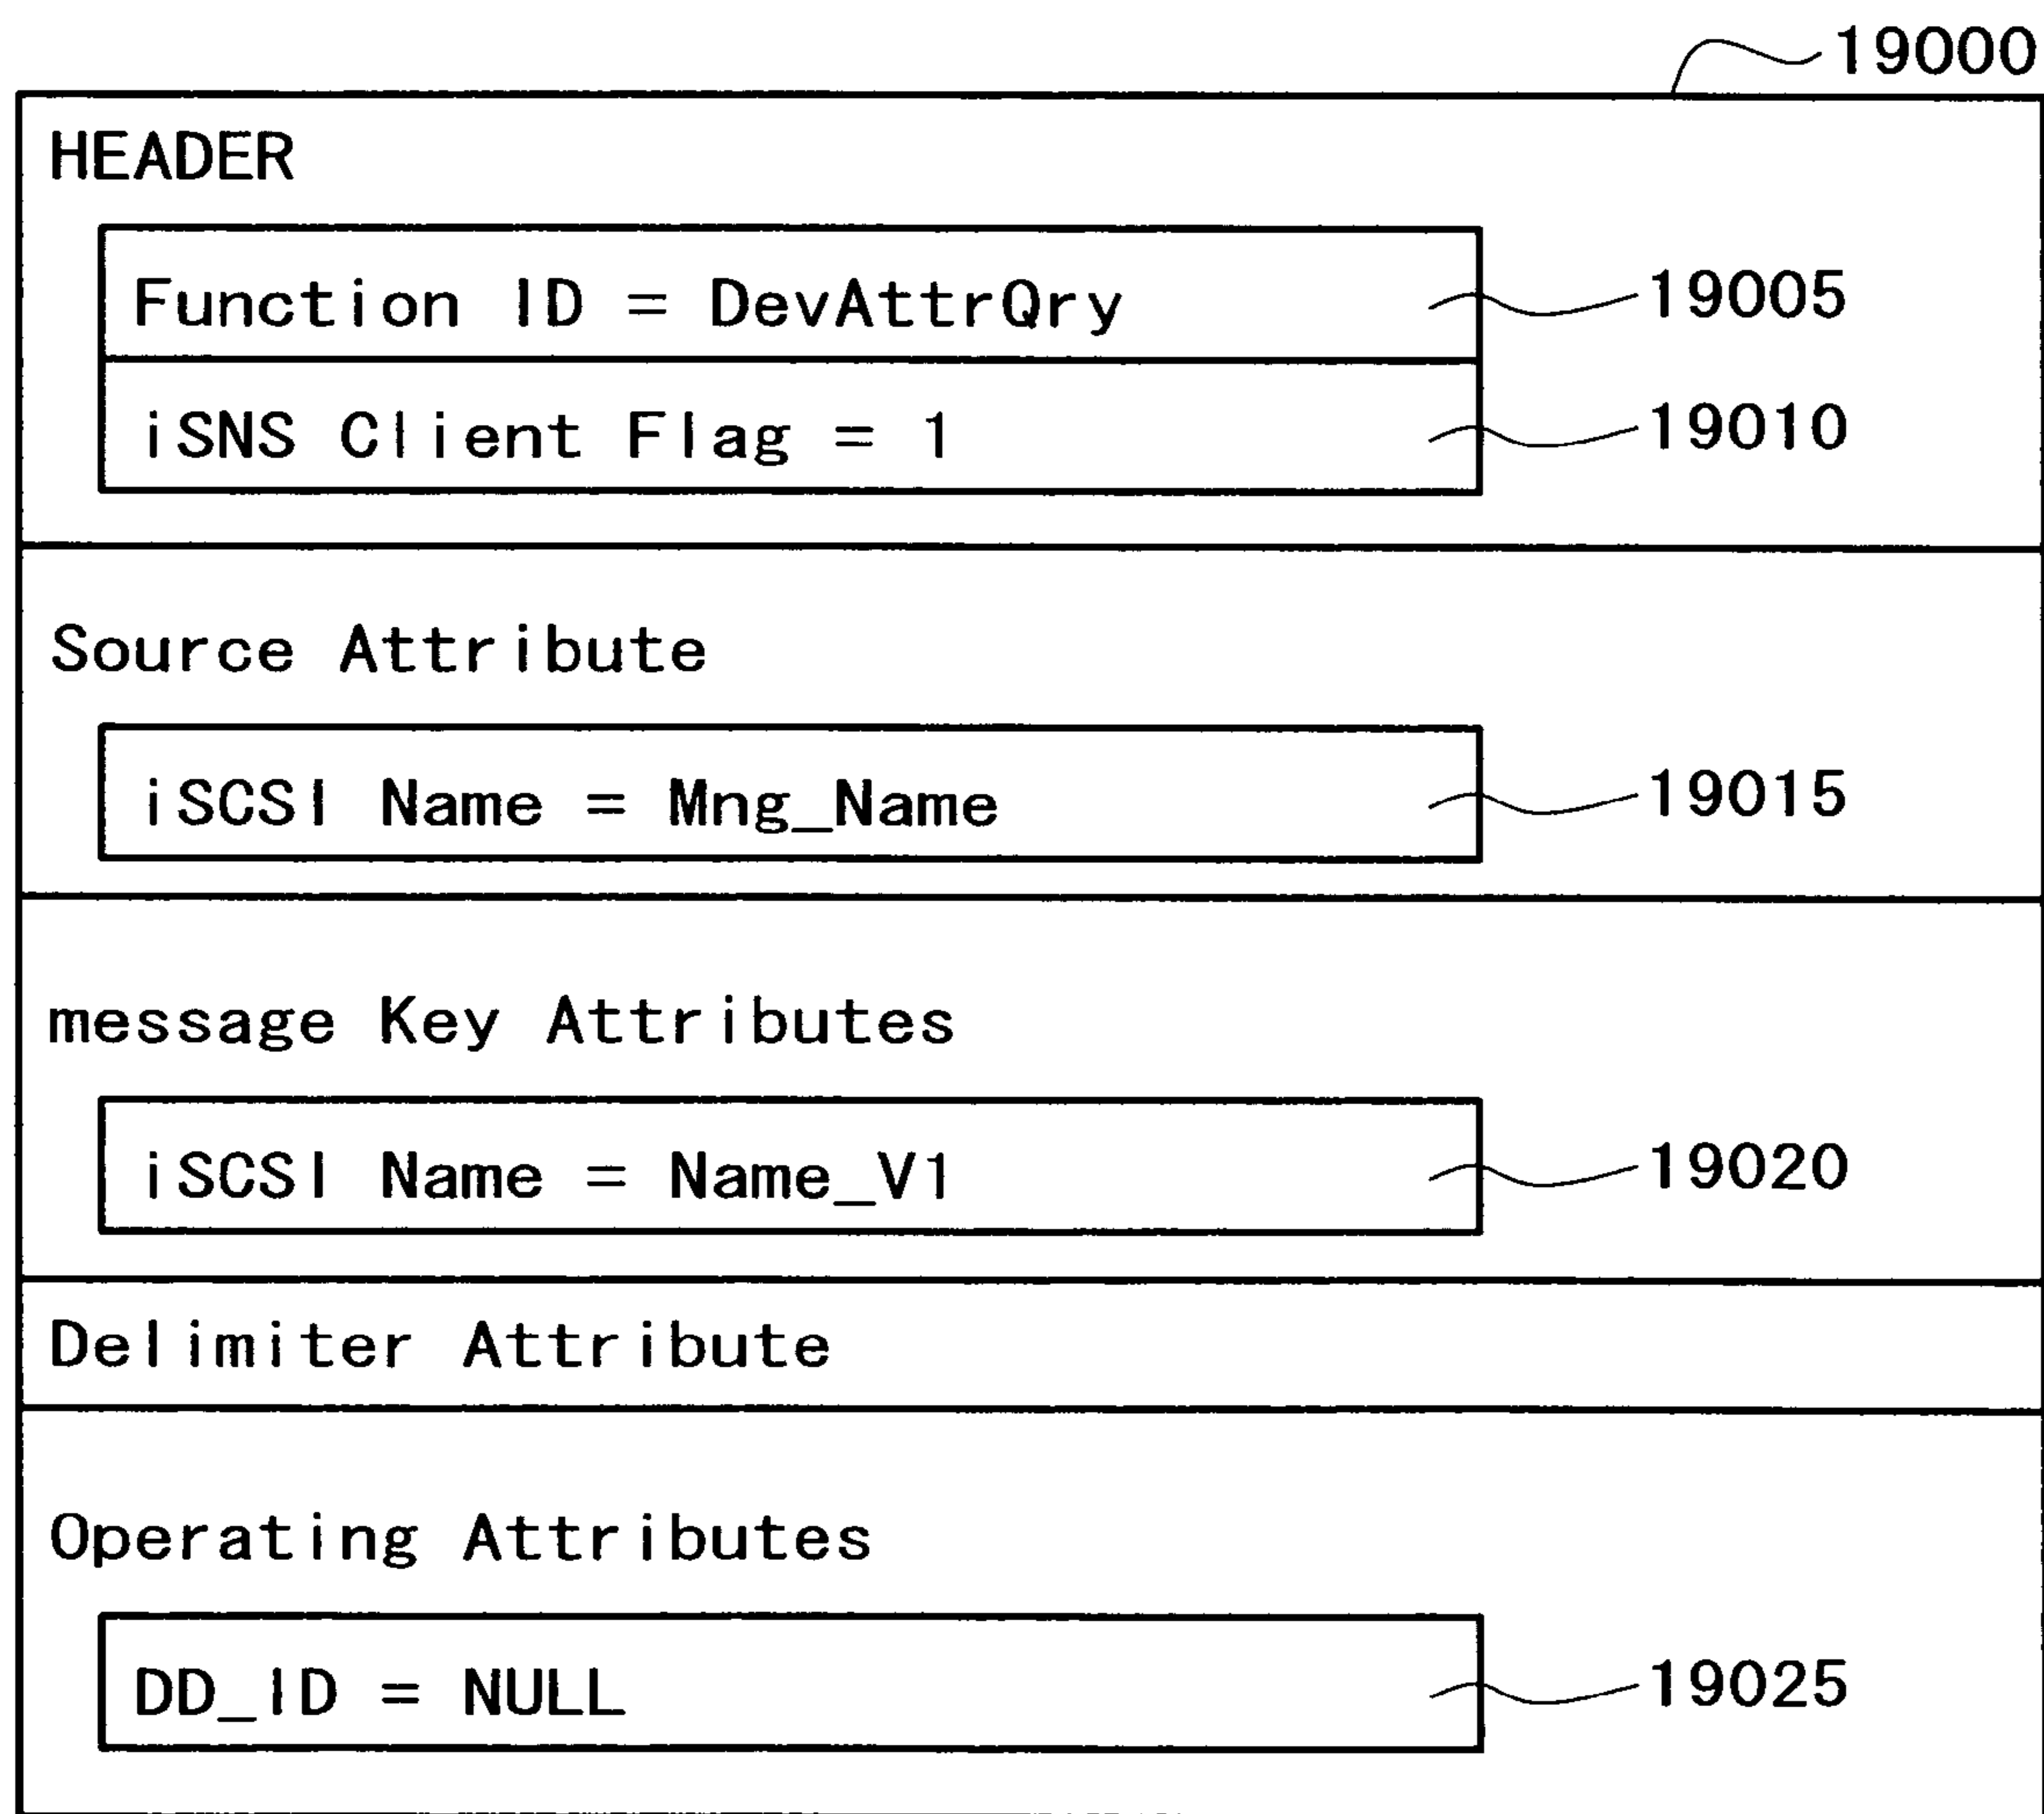 19000
HEADER
Function ID = DevAttrQry 19005
iSNS Client Flag = 1 19010
Source Attribute
iSCSI Name = Mng_Name 19015
message Key Attributes
iSCSI Name = Name_V1 19020
Delimiter Attribute
Operating Attributes
DD_ID = NULL 19025